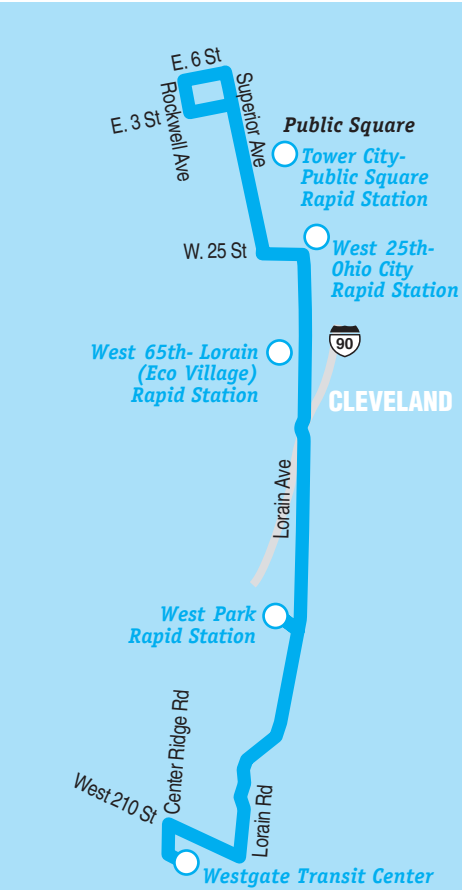 E. 6 St
Superior Ave
Rockwell Ave
E. 3 St
Public Square
Tower City-
Public Square
Rapid Station
W. 25 St
West 25th-
Ohio City
Rapid Station
90
West 65th- Lorain
(Eco Village)
Rapid Station
CLEVELAND
Lorain Ave
West Park
Rapid Station
Center Ridge Rd
West 210 St
Lorain Rd
Westgate Transit Center